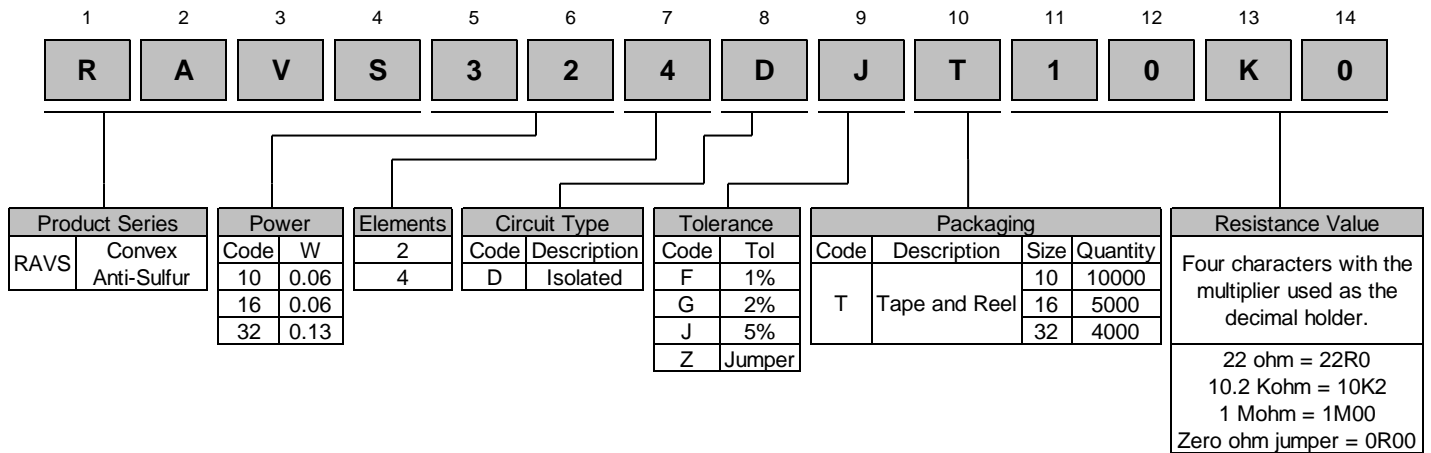 1 2 3 4 5 6 7 8 9 10 11 12 13 14
R A V S 3 2 4 D J T 1 0 K 0
Product Series
RAVS Convex
Anti-Sulfur
Power
Code W
10 0.06
16 0.06
32 0.13
Elements
2
4
Circuit Type
Code Description
D Isolated
Tolerance
Code Tol
F 1%
G 2%
J 5%
Z Jumper
Packaging
Code Description Size Quantity
T Tape and Reel
10 10000
16 5000
32 4000
Resistance Value
Four characters with the
multiplier used as the
decimal holder.
22 ohm = 22R0
10.2 Kohm = 10K2
1 Mohm = 1M00
Zero ohm jumper = 0R00